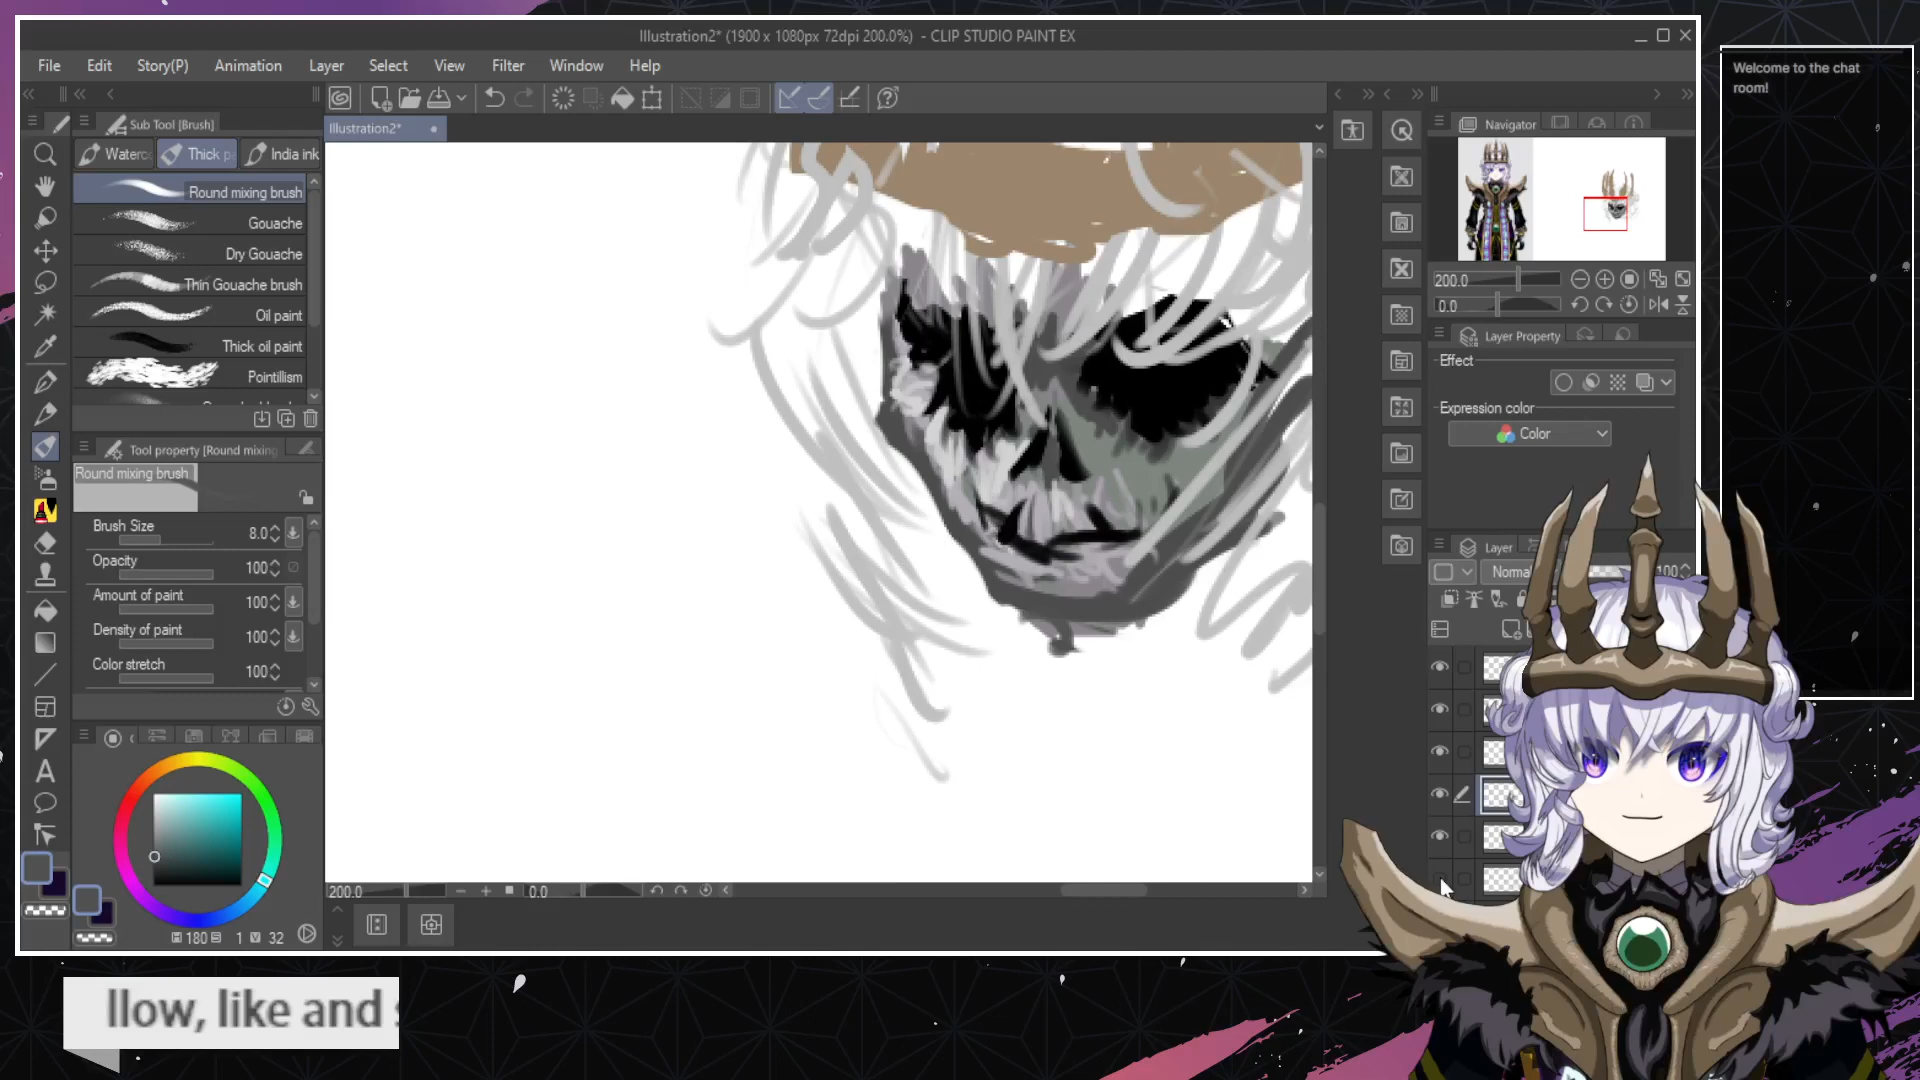 Illustration2* (1900 x 1080px 72dpi 200.0%) - CLIP STUDIO PAINT EX
File Edit Story(P) Animation Layer Select View Filter Window Help
Welcome to the chat
room!
Sub Tool [Brush]
Illustration2*
Navigator
Thick India ink
Round mixing brush
Gouache
Dry Gouache
Thin Gouache brush
Oil paint
Thick oil paint
Pointillism
200.0
0.0
Layer Property
Effect
Expression color
Color
Tool property [Round mixing
Round mixing brush
Brush Size 8.0
Opacity 100
Amount of paint 100
Density of paint 100
Color stretch 100
Layer
Normal 100
200.0 0.0
H 180 S 1 V 32
llow, like and